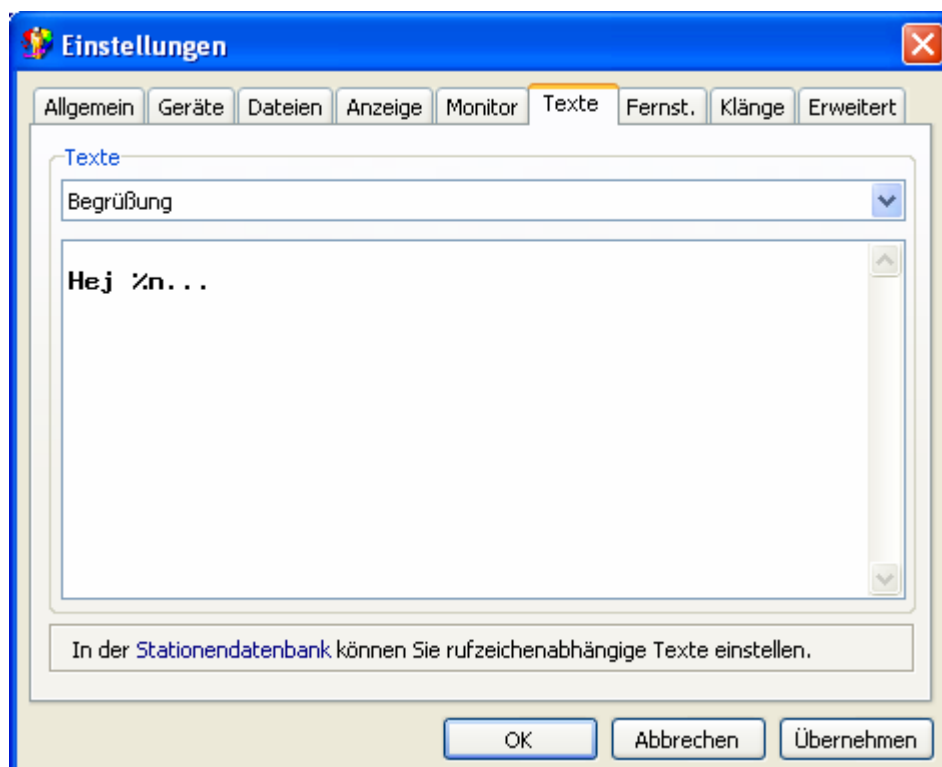 Einstellungen
Allgemein Geräte Dateien Anzeige Monitor Texte Fernst. Klänge Erweitert
Texte
Begrüßung
Hej %n...
In der Stationendatenbank können Sie rufzeichenabhängige Texte einstellen.
OK Abbrechen Übernehmen